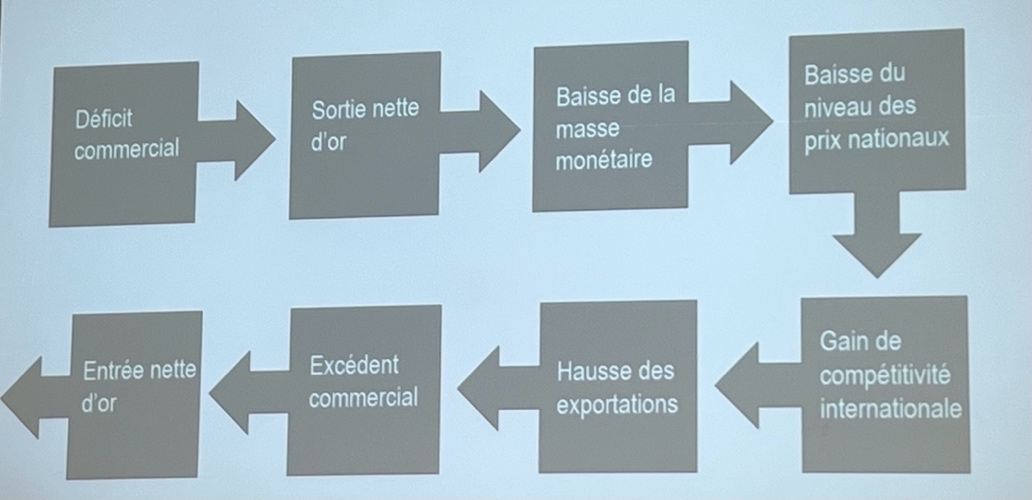 Déficit
commercial
Sortie nette
d'or
Baisse de la
masse
monétaire
Baisse du
niveau des
prix nationaux
Gain de
compétitivité
internationale
Hausse des
exportations
Excédent
commercial
Entrée nette
d'or